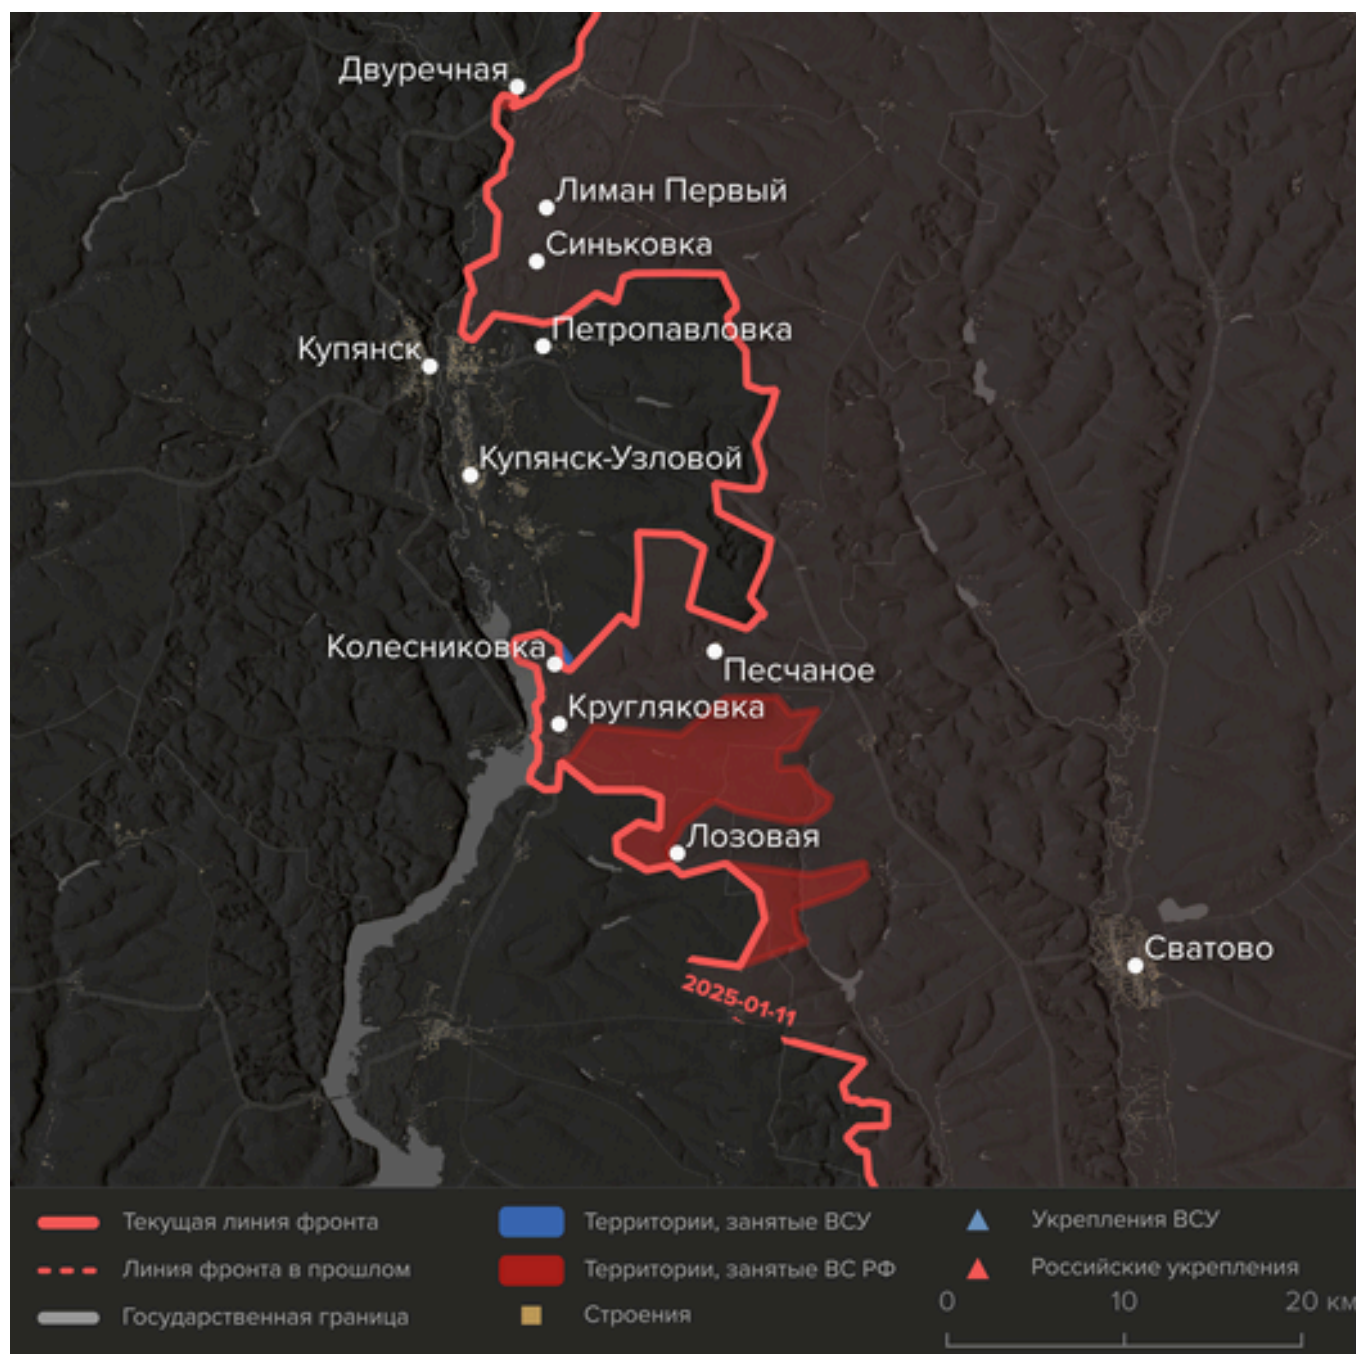 Двуречная
Лиман Первый
Синьковка
Петропавловка
Купянск
Купянск-Узловой
Колесниковка
Песчаное
Кругляковка
Лозовая
Сватово
2025-01-11
Текущая линия фронта
Территории, занятые ВСУ
Укрепления ВСУ
Линия фронта в прошлом
Территории, занятые ВС РФ
Российские укрепления
Государственная граница
Строения
0 10 20 км